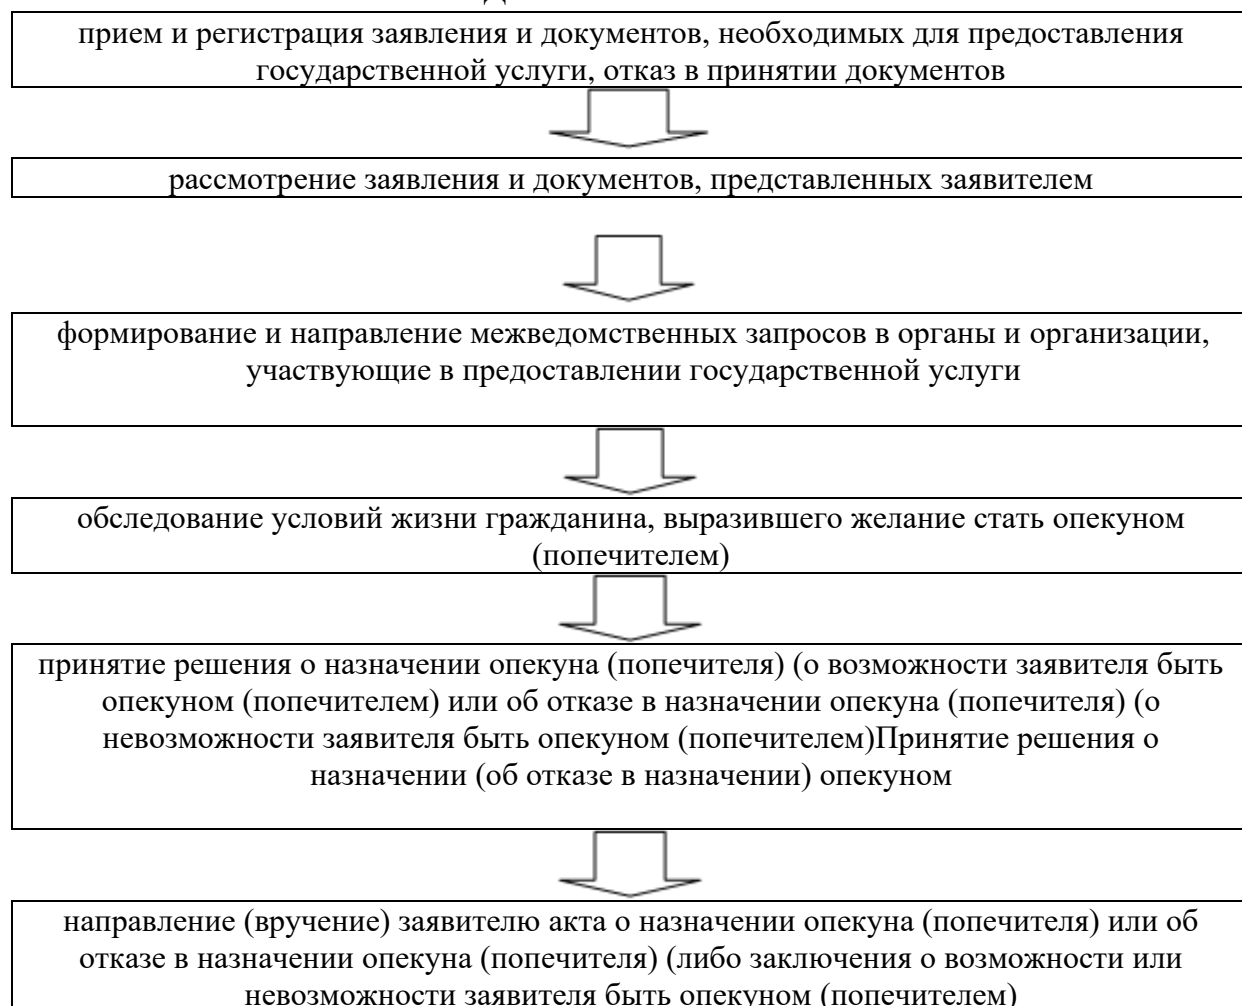 прием и регистрация заявления и документов, необходимых для предоставления
государственной услуги, отказ в принятии документов
рассмотрение заявления и документов, представленных заявителем
формирование и направление межведомственных запросов в органы и организации,
участвующие в предоставлении государственной услуги
обследование условий жизни гражданина, выразившего желание стать опекуном
(попечителем)
принятие решения о назначении опекуна (попечителя) (о возможности заявителя быть
опекуном (попечителем) или об отказе в назначении опекуна (попечителя) (о
невозможности заявителя быть опекуном (попечителем)Принятие решения о
назначении (об отказе в назначении) опекуном
направление (вручение) заявителю акта о назначении опекуна (попечителя) или об
отказе в назначении опекуна (попечителя) (либо заключения о возможности или
невозможности заявителя быть опекуном (попечителем)